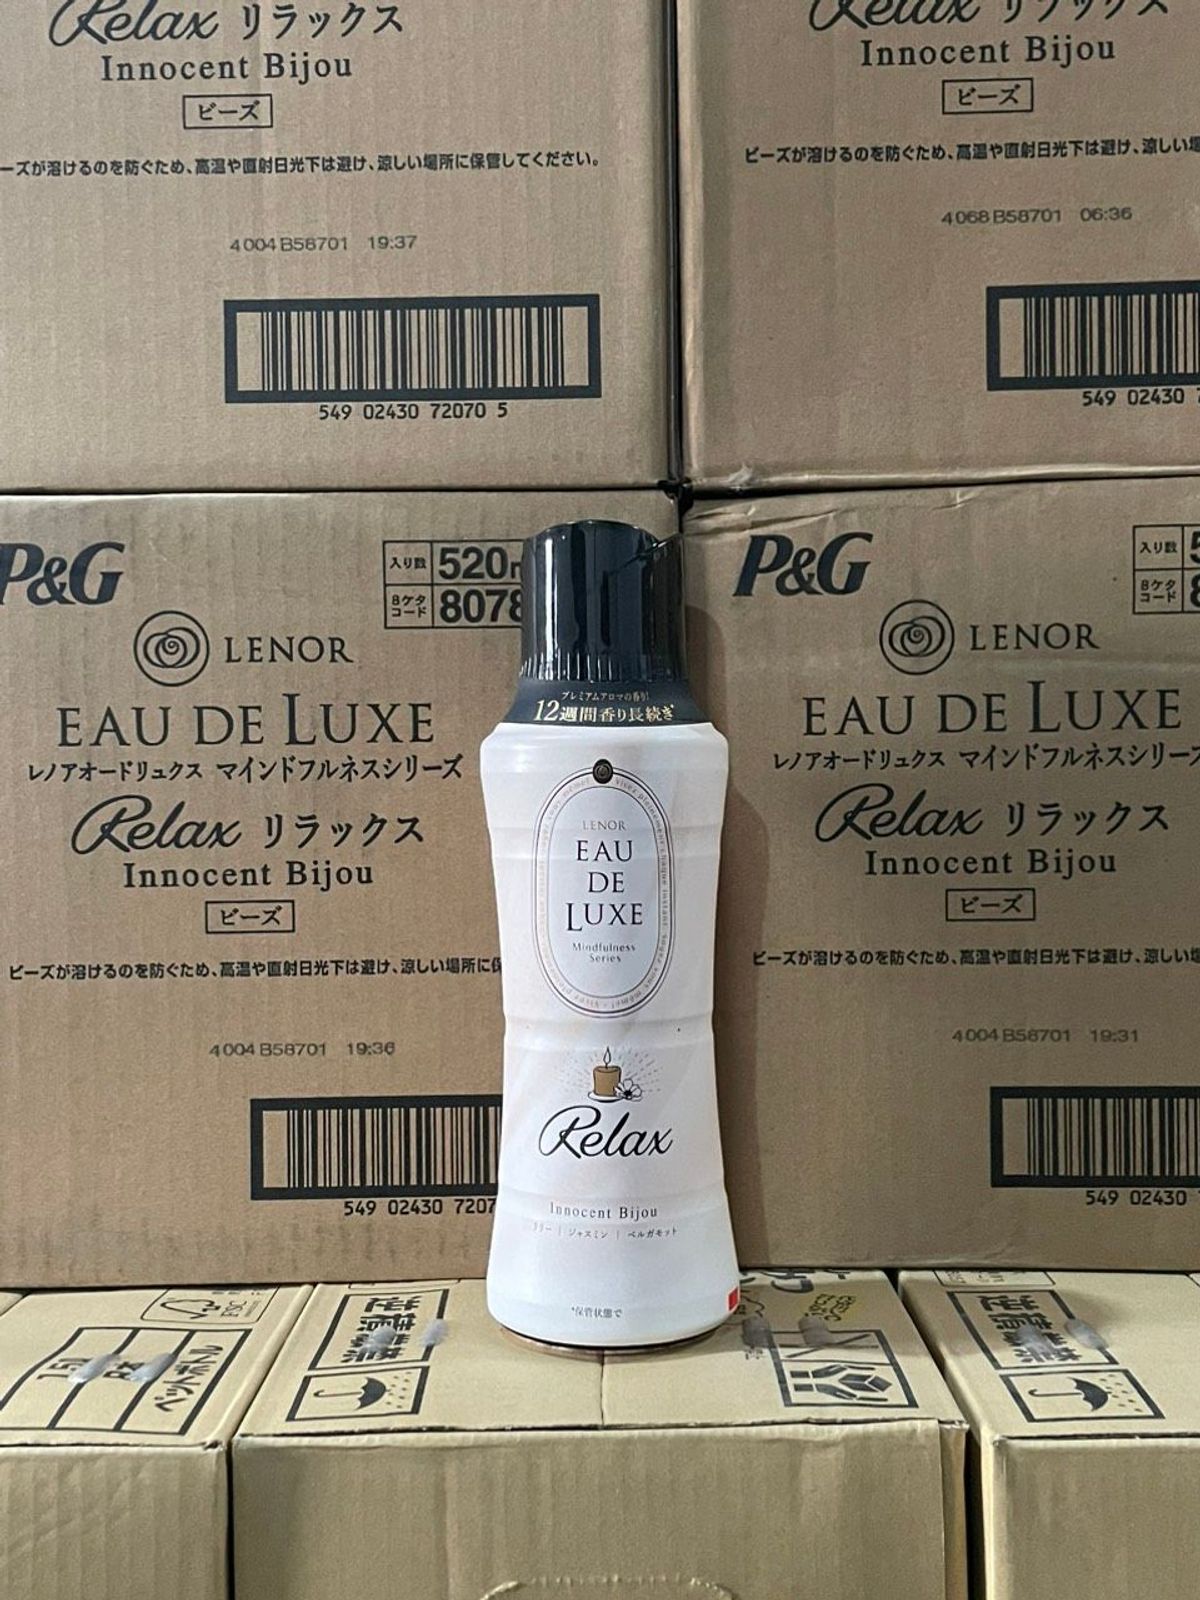 Relax リラックス
Innocent Bijou
ビーズ
ーズが溶けるのを防ぐため、高温や直射日光下は避け、涼しい場所に保管してください。
4004B58701 19:37
549 02430 72070 5
Relax リラックス
Innocent Bijou
ビーズ
ビーズが溶けるのを防ぐため、高温や直射日光下は避け、涼しい場
4068B58701 06:36
549 02430
P&G
入り数 520
8ケタコード 8078
LENOR
EAU DE LUXE
レノアオードリュクス マインドフルネスシリーズ
Relax リラックス
Innocent Bijou
ビーズ
ビーズが溶けるのを防ぐため、高温や直射日光下は避け、涼しい場所に保
4004B58701 19:36
549 02430 7207
P&G
入り数
8ケタコード
LENOR
EAU DE LUXE
レノアオードリュクス マインドフルネスシリーズ
Relax リラックス
Innocent Bijou
ビーズ
ビーズが溶けるのを防ぐため、高温や直射日光下は避け、涼しい場
4004B58701 19:31
549 02430
プレミアムアロマの香り!
12週間香り長続き*
LENOR
EAU
DE
LUXE
Mindfulness
Series
Relax
Innocent Bijou
ジャスミン | ベルガモット
*保管状態で
1.5ℓ
ペットボトル